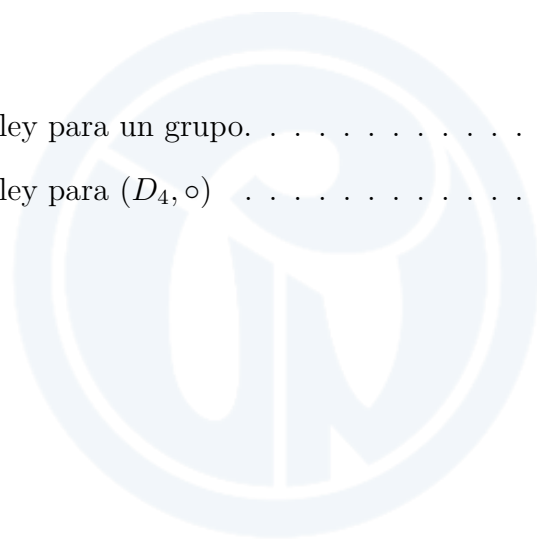 ley para un grupo. . . . . . . . . . . . .
ley para (D₄, ∘) . . . . . . . . . . . .